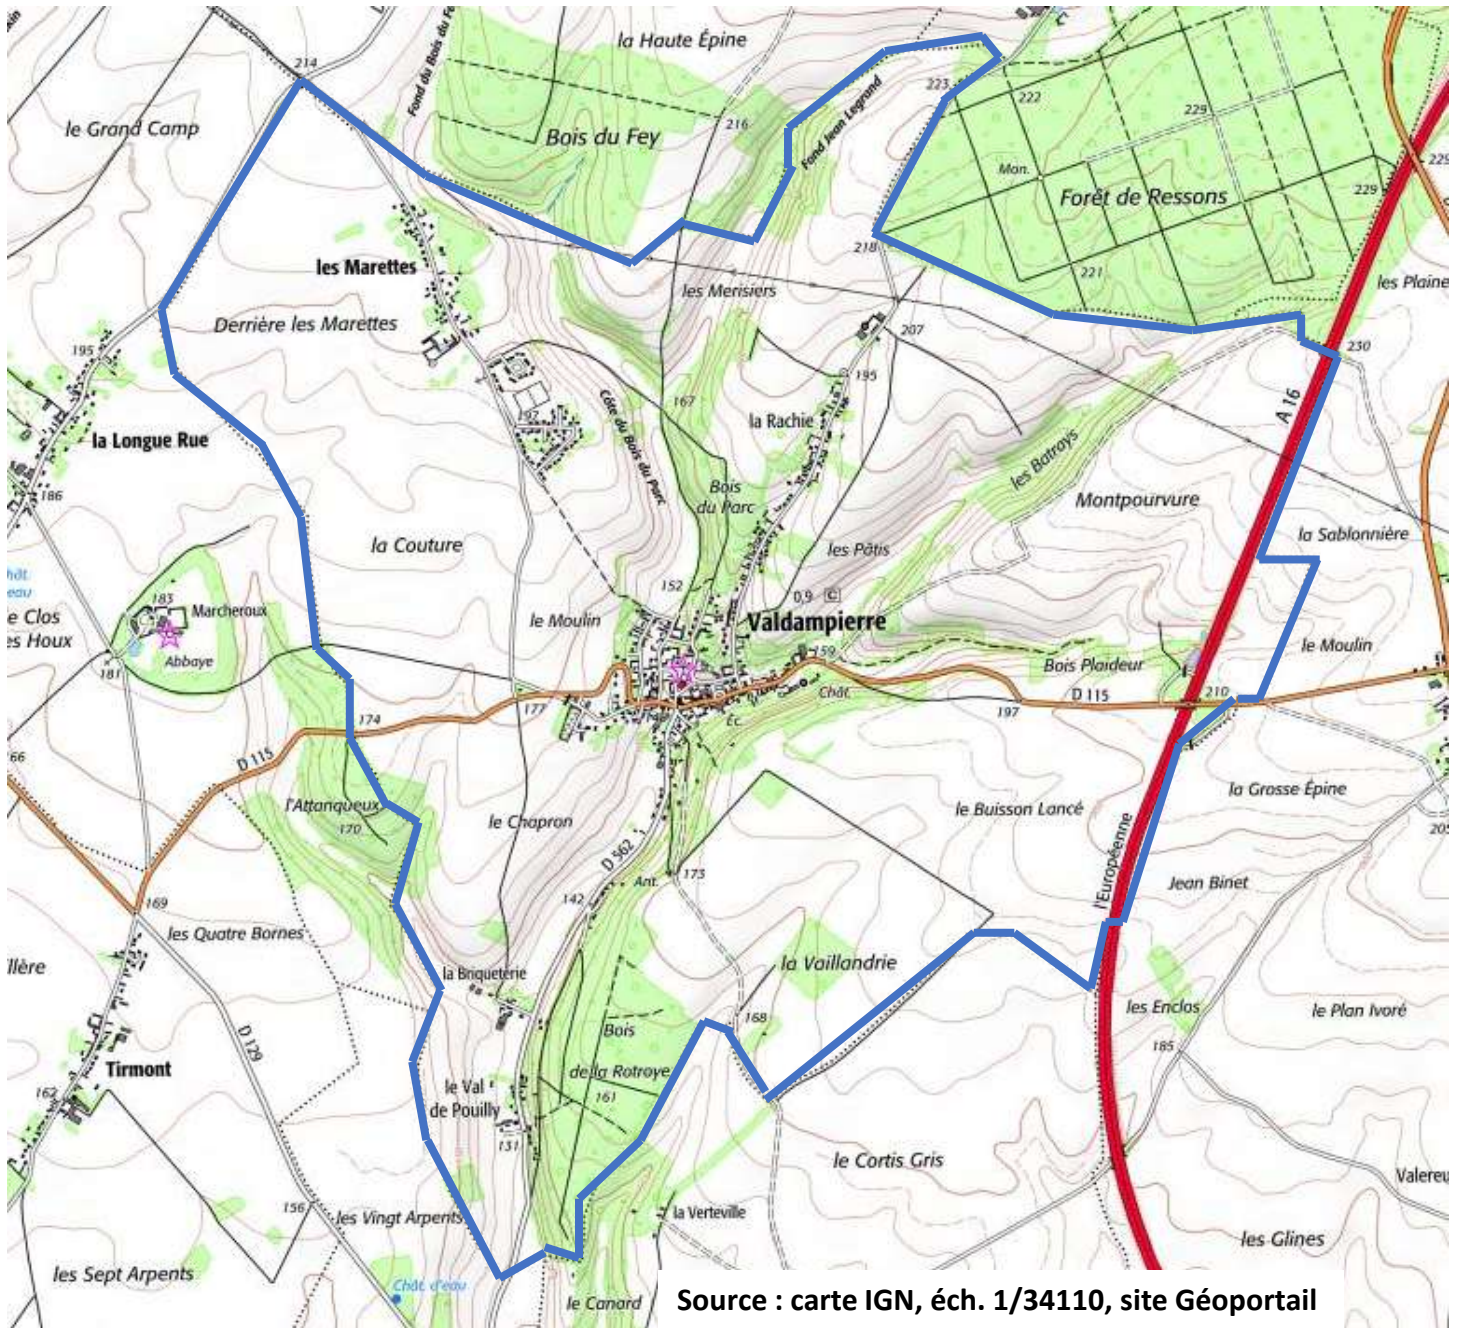 la Haute Épine
214
Fond du Bois du Fe
223
222
229
le Grand Camp
216
Bois du Fey
Fond Jean Legrand
229
Mon.
229
Forêt de Ressons
218
les Marettes
221
les Merisiers
les Plaine
Derrière les Marettes
207
195
230
195
A 16
197
167
Côte du Bois du Parc
la Rachie
la Longue Rue
les Batrays
186
Bois
du Parc
Montpourvure
la Couture
les Pâtis
la Sablonnière
chât.
eau
183
152
0,9
C
e Clos
es Houx
Marcheroux
le Moulin
Valdampierre
159
Abbaye
181
Bois Plaideur
le Moulin
Chât.
D 115
210
174
177
Éc.
197
66
D 115
l'Attanqueux
170
le Chapron
le Buisson Lancé
la Grosse Épine
D 562
205
l'Européenne
173
Ant.
Jean Binet
169
142
les Quatre Bornes
llère
la Briqueterie
la Vaillandrie
les Enclos
le Plan Ivoré
168
Bois
de la Rotroye
D 129
185
Tirmont
le Val
de Pouilly
161
162
131
le Cortis Gris
Valereu
156
les Vingt Arpents
la Verteville
les Glines
les Sept Arpents
Chât. d'eau
le Canard
Source : carte IGN, éch. 1/34110, site Géoportail